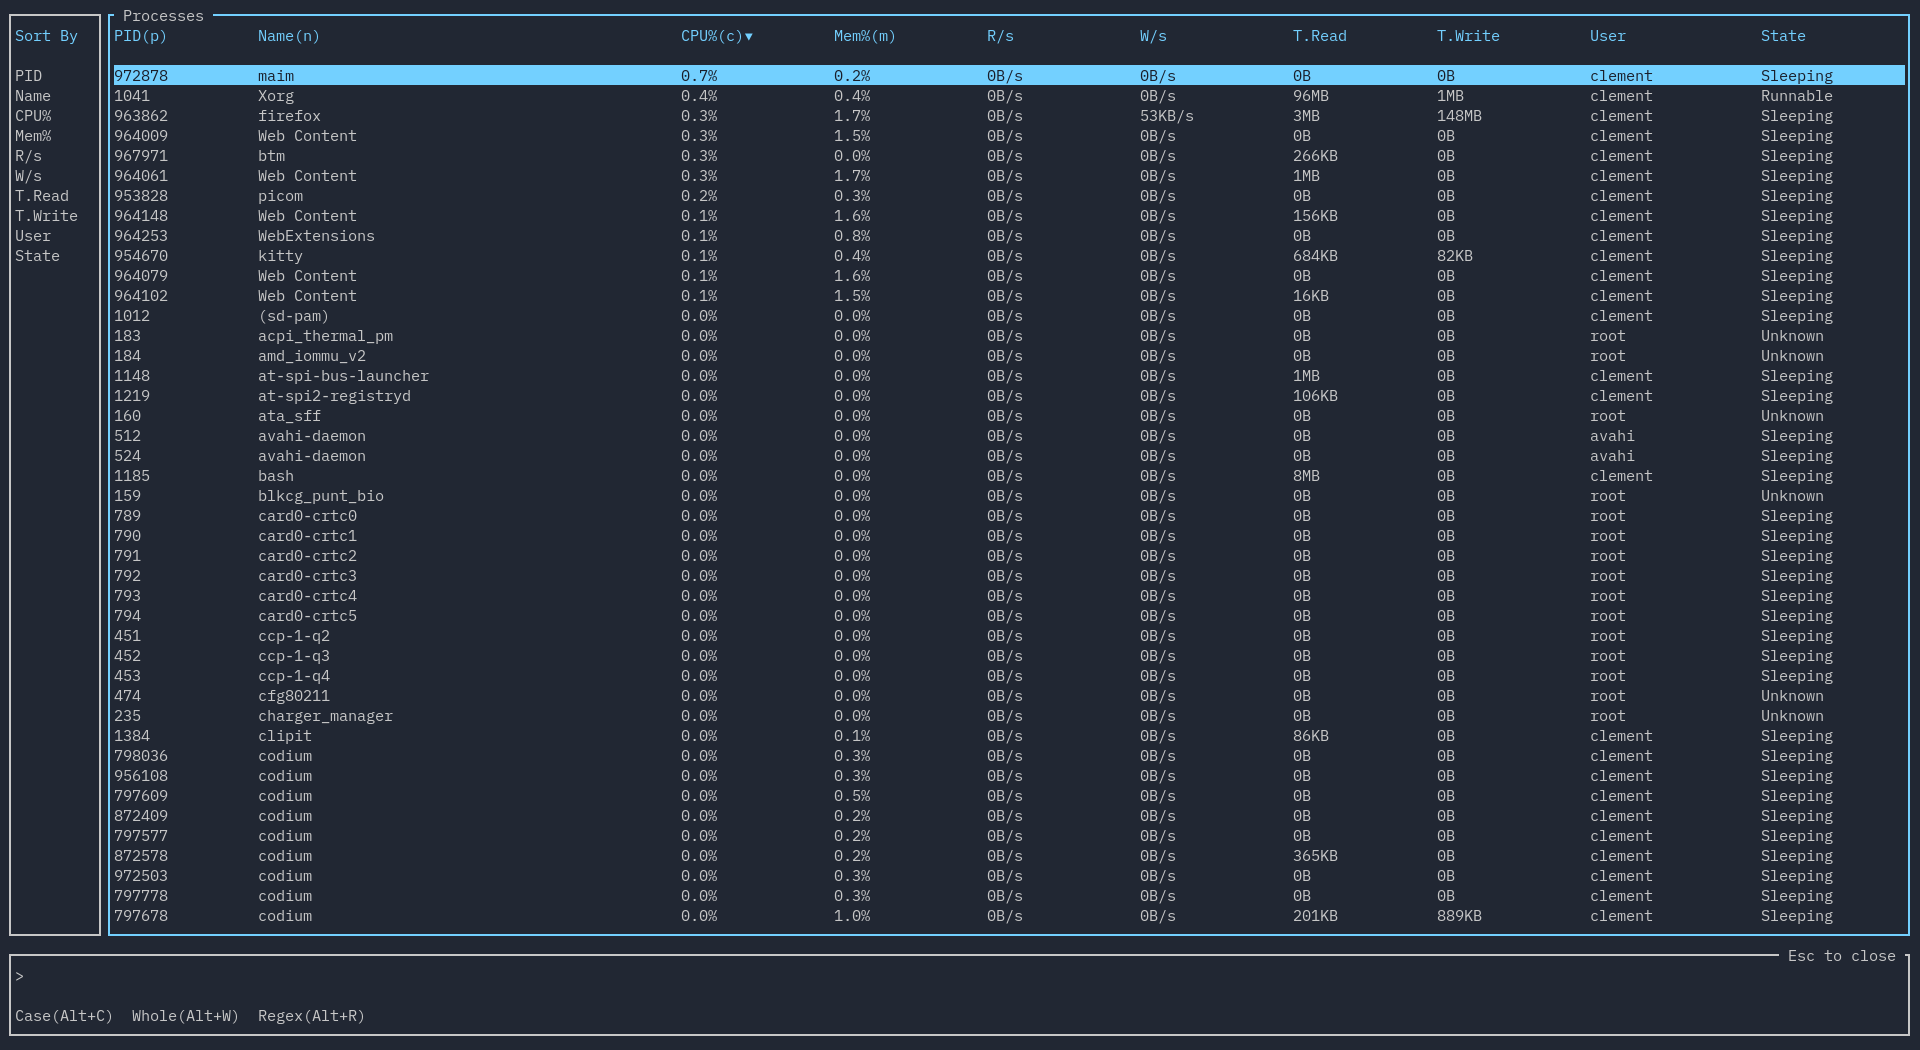 Processes
Sort By PID(p) Name(n) CPU%(c)▼ Mem%(m) R/s W/s T.Read T.Write User State
PID 972878 maim 0.7% 0.2% 0B/s 0B/s 0B 0B clement Sleeping
Name 1041 Xorg 0.4% 0.4% 0B/s 0B/s 96MB 1MB clement Runnable
CPU% 963862 firefox 0.3% 1.7% 0B/s 53KB/s 3MB 148MB clement Sleeping
Mem% 964009 Web Content 0.3% 1.5% 0B/s 0B/s 0B 0B clement Sleeping
R/s 967971 btm 0.3% 0.0% 0B/s 0B/s 266KB 0B clement Sleeping
W/s 964061 Web Content 0.3% 1.7% 0B/s 0B/s 1MB 0B clement Sleeping
T.Read 953828 picom 0.2% 0.3% 0B/s 0B/s 0B 0B clement Sleeping
T.Write 964148 Web Content 0.1% 1.6% 0B/s 0B/s 156KB 0B clement Sleeping
User 964253 WebExtensions 0.1% 0.8% 0B/s 0B/s 0B 0B clement Sleeping
State 954670 kitty 0.1% 0.4% 0B/s 0B/s 684KB 82KB clement Sleeping
964079 Web Content 0.1% 1.6% 0B/s 0B/s 0B 0B clement Sleeping
964102 Web Content 0.1% 1.5% 0B/s 0B/s 16KB 0B clement Sleeping
1012 (sd-pam) 0.0% 0.0% 0B/s 0B/s 0B 0B clement Sleeping
183 acpi_thermal_pm 0.0% 0.0% 0B/s 0B/s 0B 0B root Unknown
184 amd_iommu_v2 0.0% 0.0% 0B/s 0B/s 0B 0B root Unknown
1148 at-spi-bus-launcher 0.0% 0.0% 0B/s 0B/s 1MB 0B clement Sleeping
1219 at-spi2-registryd 0.0% 0.0% 0B/s 0B/s 106KB 0B clement Sleeping
160 ata_sff 0.0% 0.0% 0B/s 0B/s 0B 0B root Unknown
512 avahi-daemon 0.0% 0.0% 0B/s 0B/s 0B 0B avahi Sleeping
524 avahi-daemon 0.0% 0.0% 0B/s 0B/s 0B 0B avahi Sleeping
1185 bash 0.0% 0.0% 0B/s 0B/s 8MB 0B clement Sleeping
159 blkcg_punt_bio 0.0% 0.0% 0B/s 0B/s 0B 0B root Unknown
789 card0-crtc0 0.0% 0.0% 0B/s 0B/s 0B 0B root Sleeping
790 card0-crtc1 0.0% 0.0% 0B/s 0B/s 0B 0B root Sleeping
791 card0-crtc2 0.0% 0.0% 0B/s 0B/s 0B 0B root Sleeping
792 card0-crtc3 0.0% 0.0% 0B/s 0B/s 0B 0B root Sleeping
793 card0-crtc4 0.0% 0.0% 0B/s 0B/s 0B 0B root Sleeping
794 card0-crtc5 0.0% 0.0% 0B/s 0B/s 0B 0B root Sleeping
451 ccp-1-q2 0.0% 0.0% 0B/s 0B/s 0B 0B root Sleeping
452 ccp-1-q3 0.0% 0.0% 0B/s 0B/s 0B 0B root Sleeping
453 ccp-1-q4 0.0% 0.0% 0B/s 0B/s 0B 0B root Sleeping
474 cfg80211 0.0% 0.0% 0B/s 0B/s 0B 0B root Unknown
235 charger_manager 0.0% 0.0% 0B/s 0B/s 0B 0B root Unknown
1384 clipit 0.0% 0.1% 0B/s 0B/s 86KB 0B clement Sleeping
798036 codium 0.0% 0.3% 0B/s 0B/s 0B 0B clement Sleeping
956108 codium 0.0% 0.3% 0B/s 0B/s 0B 0B clement Sleeping
797609 codium 0.0% 0.5% 0B/s 0B/s 0B 0B clement Sleeping
872409 codium 0.0% 0.2% 0B/s 0B/s 0B 0B clement Sleeping
797577 codium 0.0% 0.2% 0B/s 0B/s 0B 0B clement Sleeping
872578 codium 0.0% 0.2% 0B/s 0B/s 365KB 0B clement Sleeping
972503 codium 0.0% 0.3% 0B/s 0B/s 0B 0B clement Sleeping
797778 codium 0.0% 0.3% 0B/s 0B/s 0B 0B clement Sleeping
797678 codium 0.0% 1.0% 0B/s 0B/s 201KB 889KB clement Sleeping
Esc to close
>
Case(Alt+C) Whole(Alt+W) Regex(Alt+R)